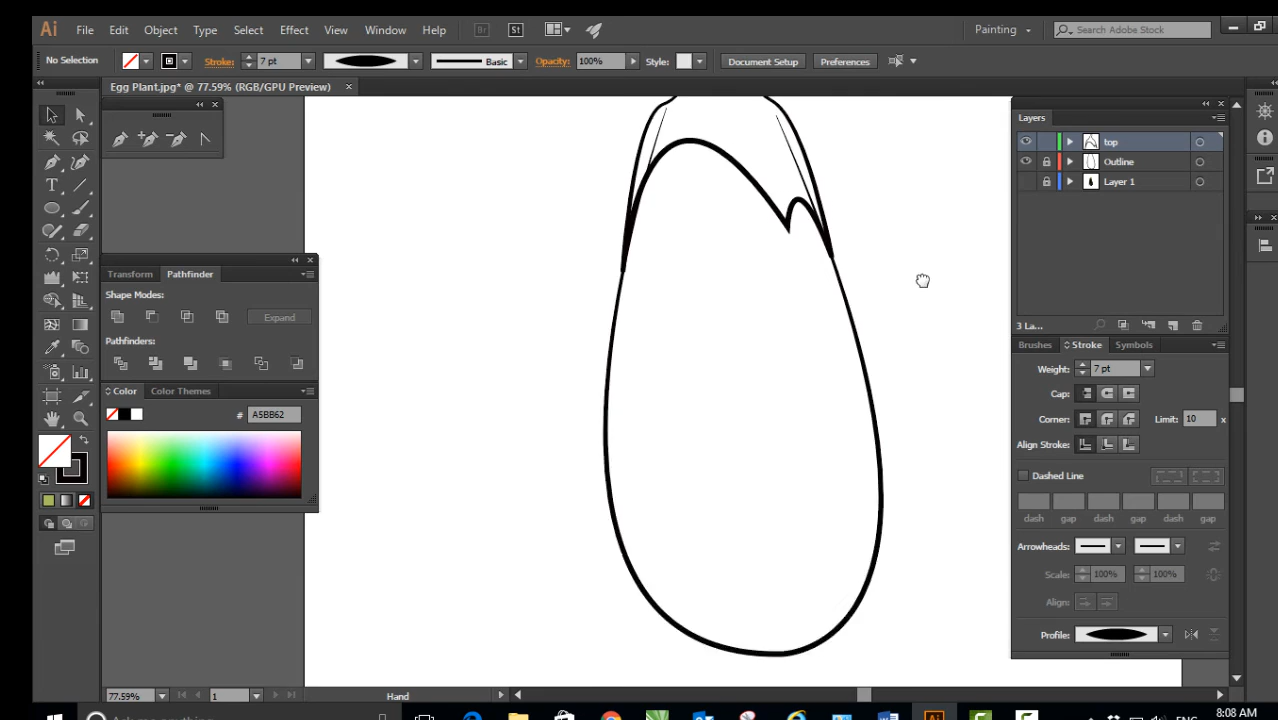 Ai File Edit Object Type Select Effect View Window Help Br St Painting Search Adobe Stock
No Selection Stroke: 7 pt Basic Opacity: 100% Style: Document Setup Preferences
Egg Plant.jpg* @ 77.59% (RGB/GPU Preview) ×
Layers
top
Outline
Layer 1
Transform Pathfinder
Shape Modes:
Expand
Pathfinders:
3 La...
Brushes Stroke Symbols
Weight: 7 pt
Color Color Themes
Cap:
# A5BB62
Corner: Limit: 10 x
Align Stroke:
Dashed Line
dash gap dash gap dash gap
Arrowheads:
Scale: 100% 100%
Align:
Profile:
77.59% 1 Hand
Ask me anything ENG 8:08 AM